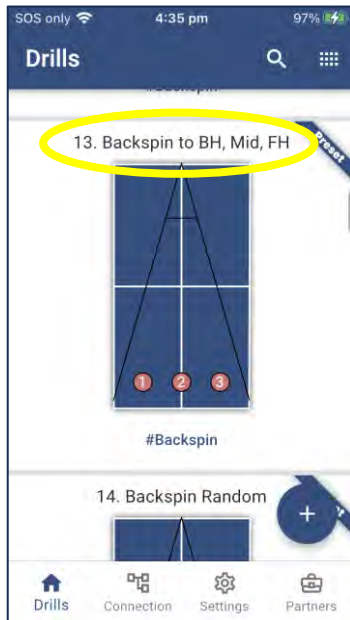 SOS only 4:35 pm 97%
Drills
#Backspin
13. Backspin to BH, Mid, FH
Preset
1 2 3
#Backspin
14. Backspin Random
+
Drills Connection Settings Partners